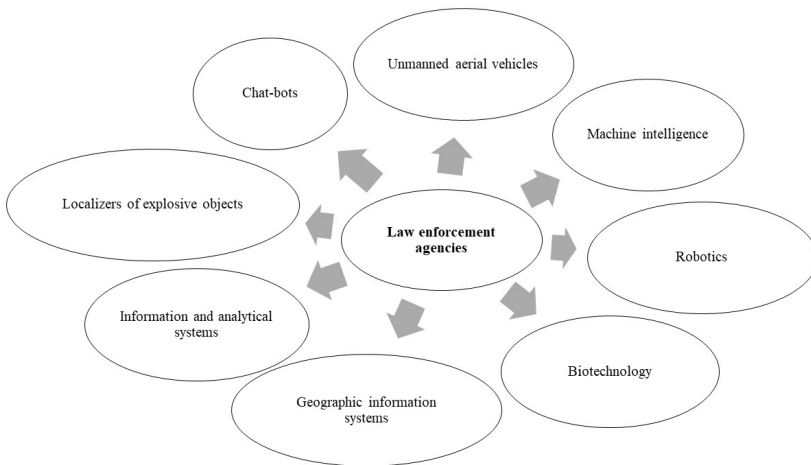 Unmanned aerial vehicles
Chat-bots
Machine intelligence
Localizers of explosive objects
Law enforcement
agencies
Robotics
Information and analytical
systems
Biotechnology
Geographic information
systems